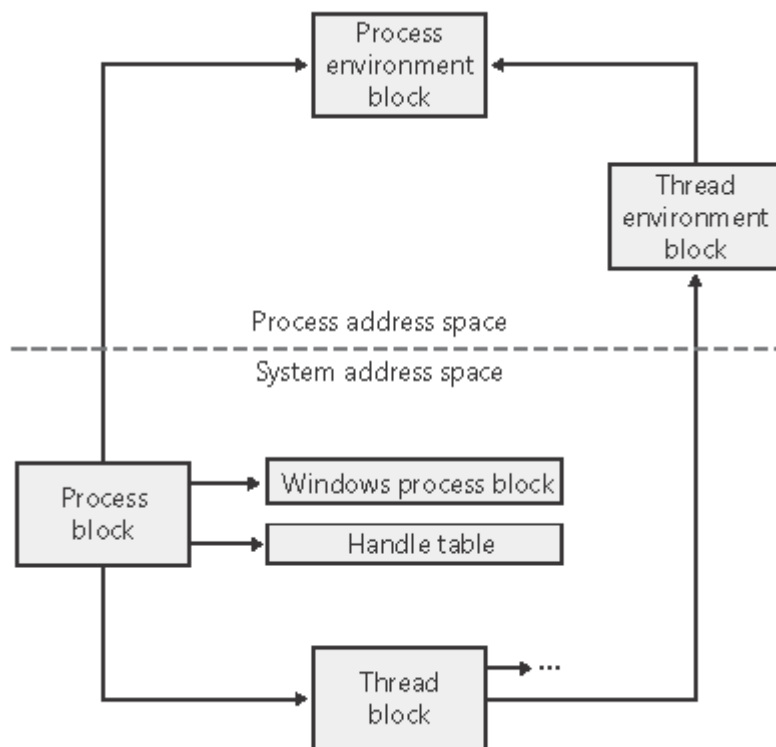 Process
environment
block
Thread
environment
block
Process address space
System address space
Process
block
Windows process block
Handle table
Thread
block
...